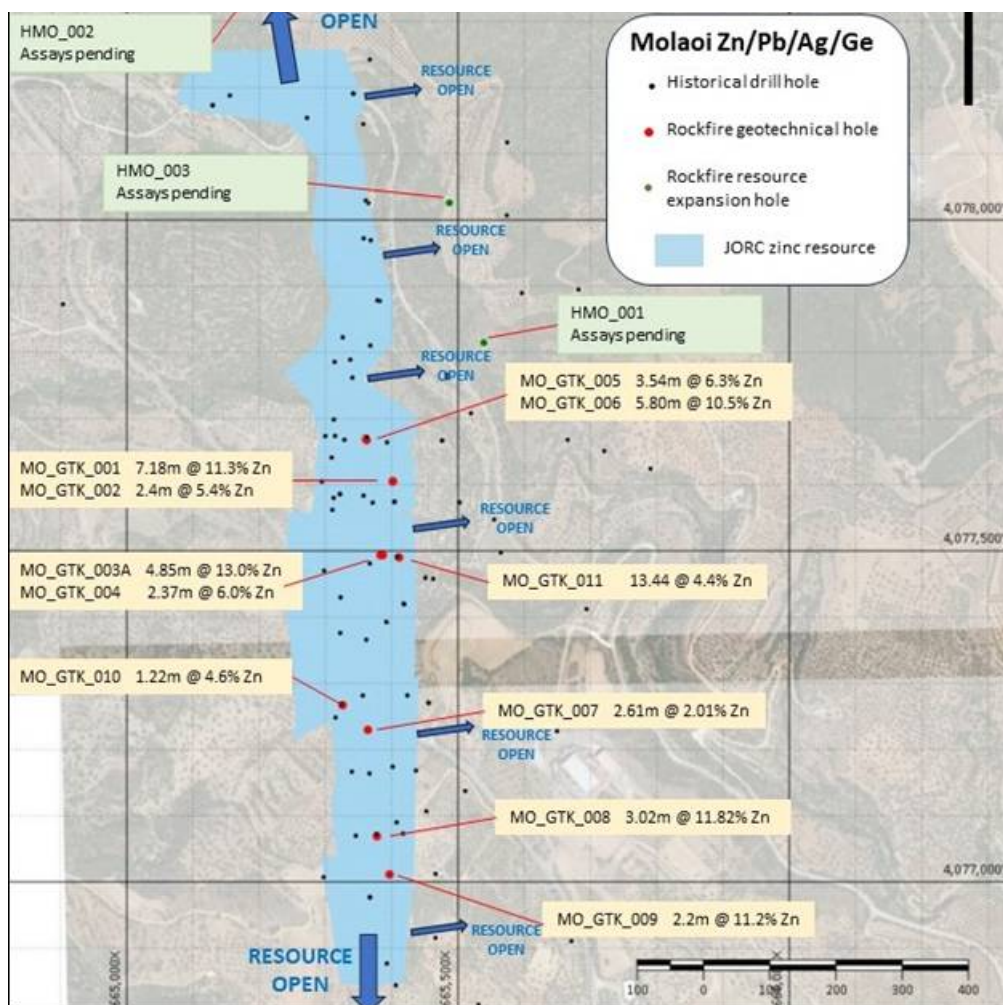 OPEN
HMO_002
Assays pending
Molaoi Zn/Pb/Ag/Ge
Historical drill hole
Rockfire geotechnical hole
Rockfire resource
expansion hole
JORC zinc resource
RESOURCE
OPEN
HMO_003
Assays pending
4,078,000
RESOURCE
OPEN
HMO_001
Assays pending
RESOURCE
OPEN
MO_GTK_005 3.54m @ 6.3% Zn
MO_GTK_006 5.80m @ 10.5% Zn
MO_GTK_001 7.18m @ 11.3% Zn
MO_GTK_002 2.4m @ 5.4% Zn
RESOURCE
OPEN
4,077,500
MO_GTK_003A 4.85m @ 13.0% Zn
MO_GTK_004 2.37m @ 6.0% Zn
MO_GTK_011 13.44 @ 4.4% Zn
MO_GTK_010 1.22m @ 4.6% Zn
MO_GTK_007 2.61m @ 2.01% Zn
RESOURCE
OPEN
MO_GTK_008 3.02m @ 11.82% Zn
4,077,000
MO_GTK_009 2.2m @ 11.2% Zn
RESOURCE
OPEN
RESOURCE
OPEN
665,000X
665,500X
100 0 100 200 300 400